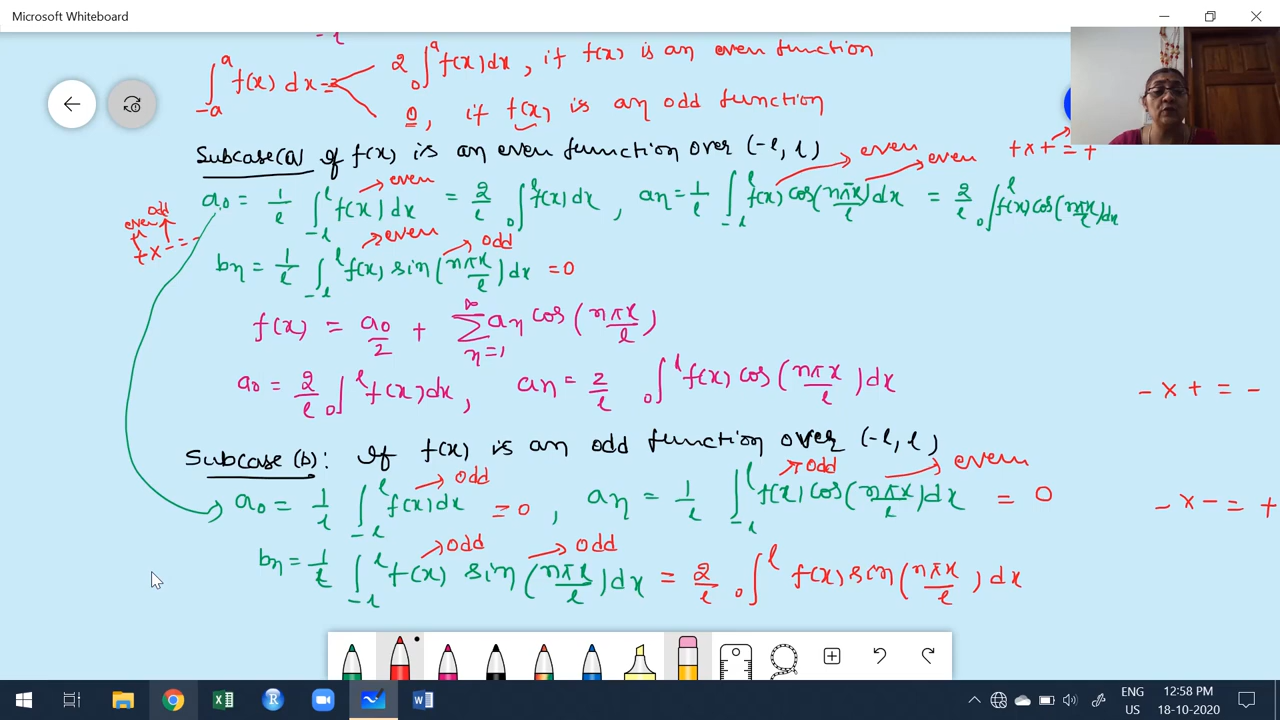 Microsoft Whiteboard
∫_{-a}^{a} f(x) dx = 2 ∫_0^a f(x) dx, if f(x) is an even function
0, if f(x) is an odd function
Subcase(a) If f(x) is an even function over (-l, l)
+x+ = +
even
even
even
a0 = 1/l ∫_{-l}^{l} f(x) dx = 2/l ∫_0^l f(x) dx, an = 1/l ∫_{-l}^{l} f(x) cos(nπx/l) dx = 2/l ∫_0^l f(x) cos(nπx/l) dx
even odd
+ x - = -
even
odd
bn = 1/l ∫_{-l}^{l} f(x) sin(nπx/l) dx = 0
f(x) = a0/2 + ∑_{n=1}^{∞} an cos(nπx/l)
a0 = 2/l ∫_0^l f(x) dx, an = 2/l ∫_0^l f(x) cos(nπx/l) dx
- x + = -
Subcase (b): If f(x) is an odd function over (-l, l)
odd
odd
even
a0 = 1/l ∫_{-l}^{l} f(x) dx = 0, an = 1/l ∫_{-l}^{l} f(x) cos(nπx/l) dx = 0
- x - = +
odd
odd
bn = 1/l ∫_{-l}^{l} f(x) sin(nπx/l) dx = 2/l ∫_0^l f(x) sin(nπx/l) dx
ENG
US
12:58 PM
18-10-2020